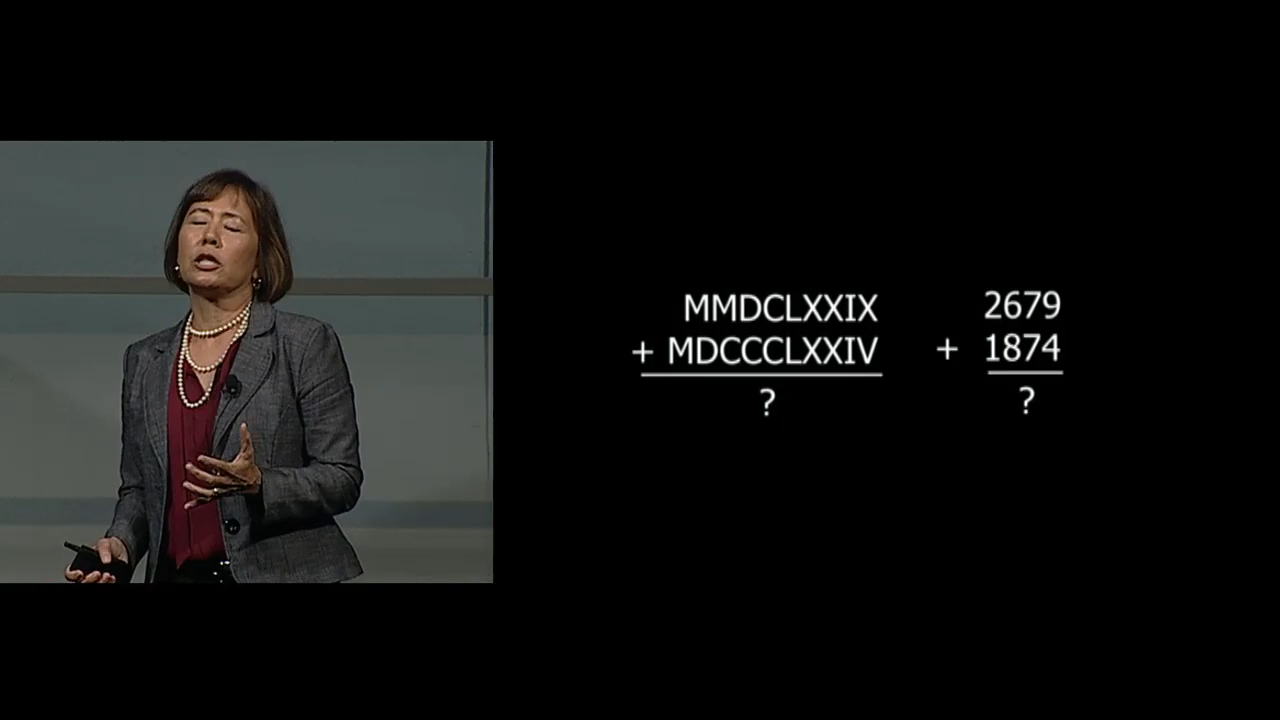 MMDCLXXIX
+ MDCCCLXXIV
?
2679
+ 1874
?